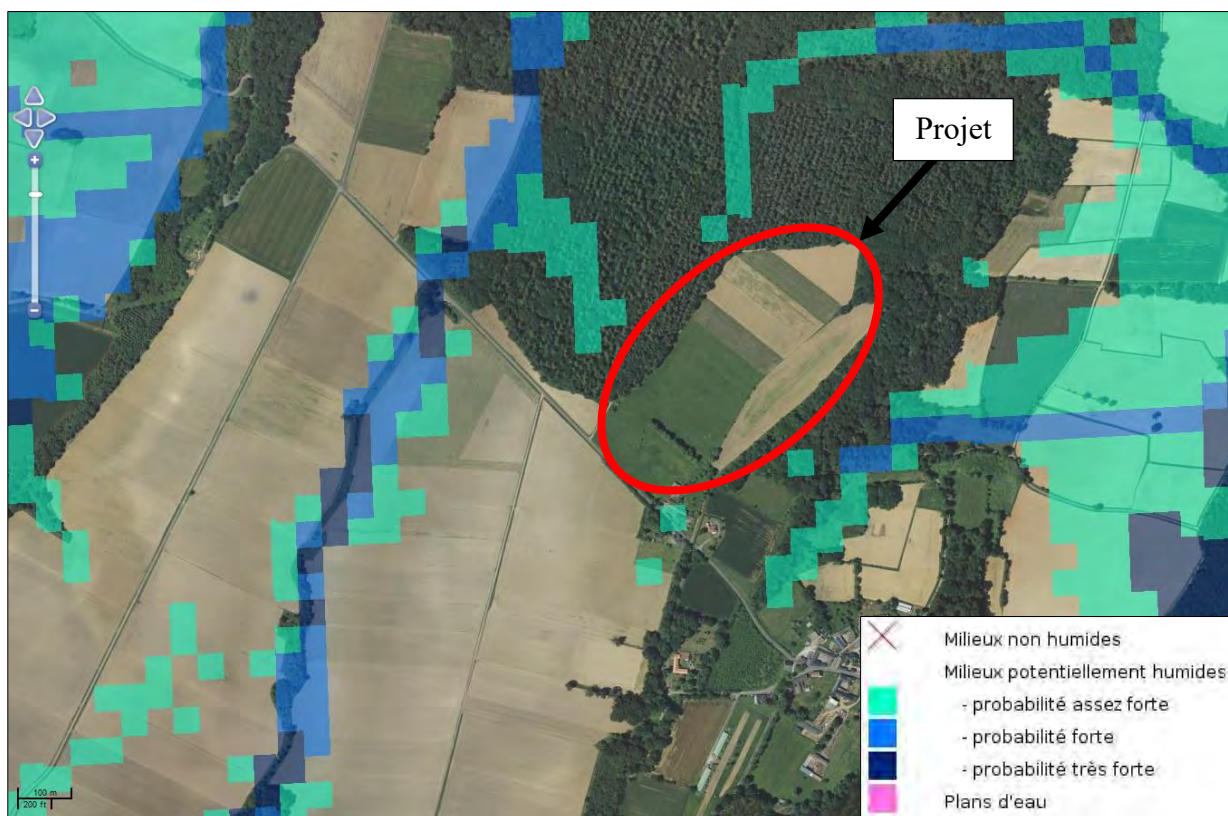 Projet
Milieux non humides
Milieux potentiellement humides
- probabilité assez forte
- probabilité forte
- probabilité très forte
Plans d'eau
100 m
200 ft